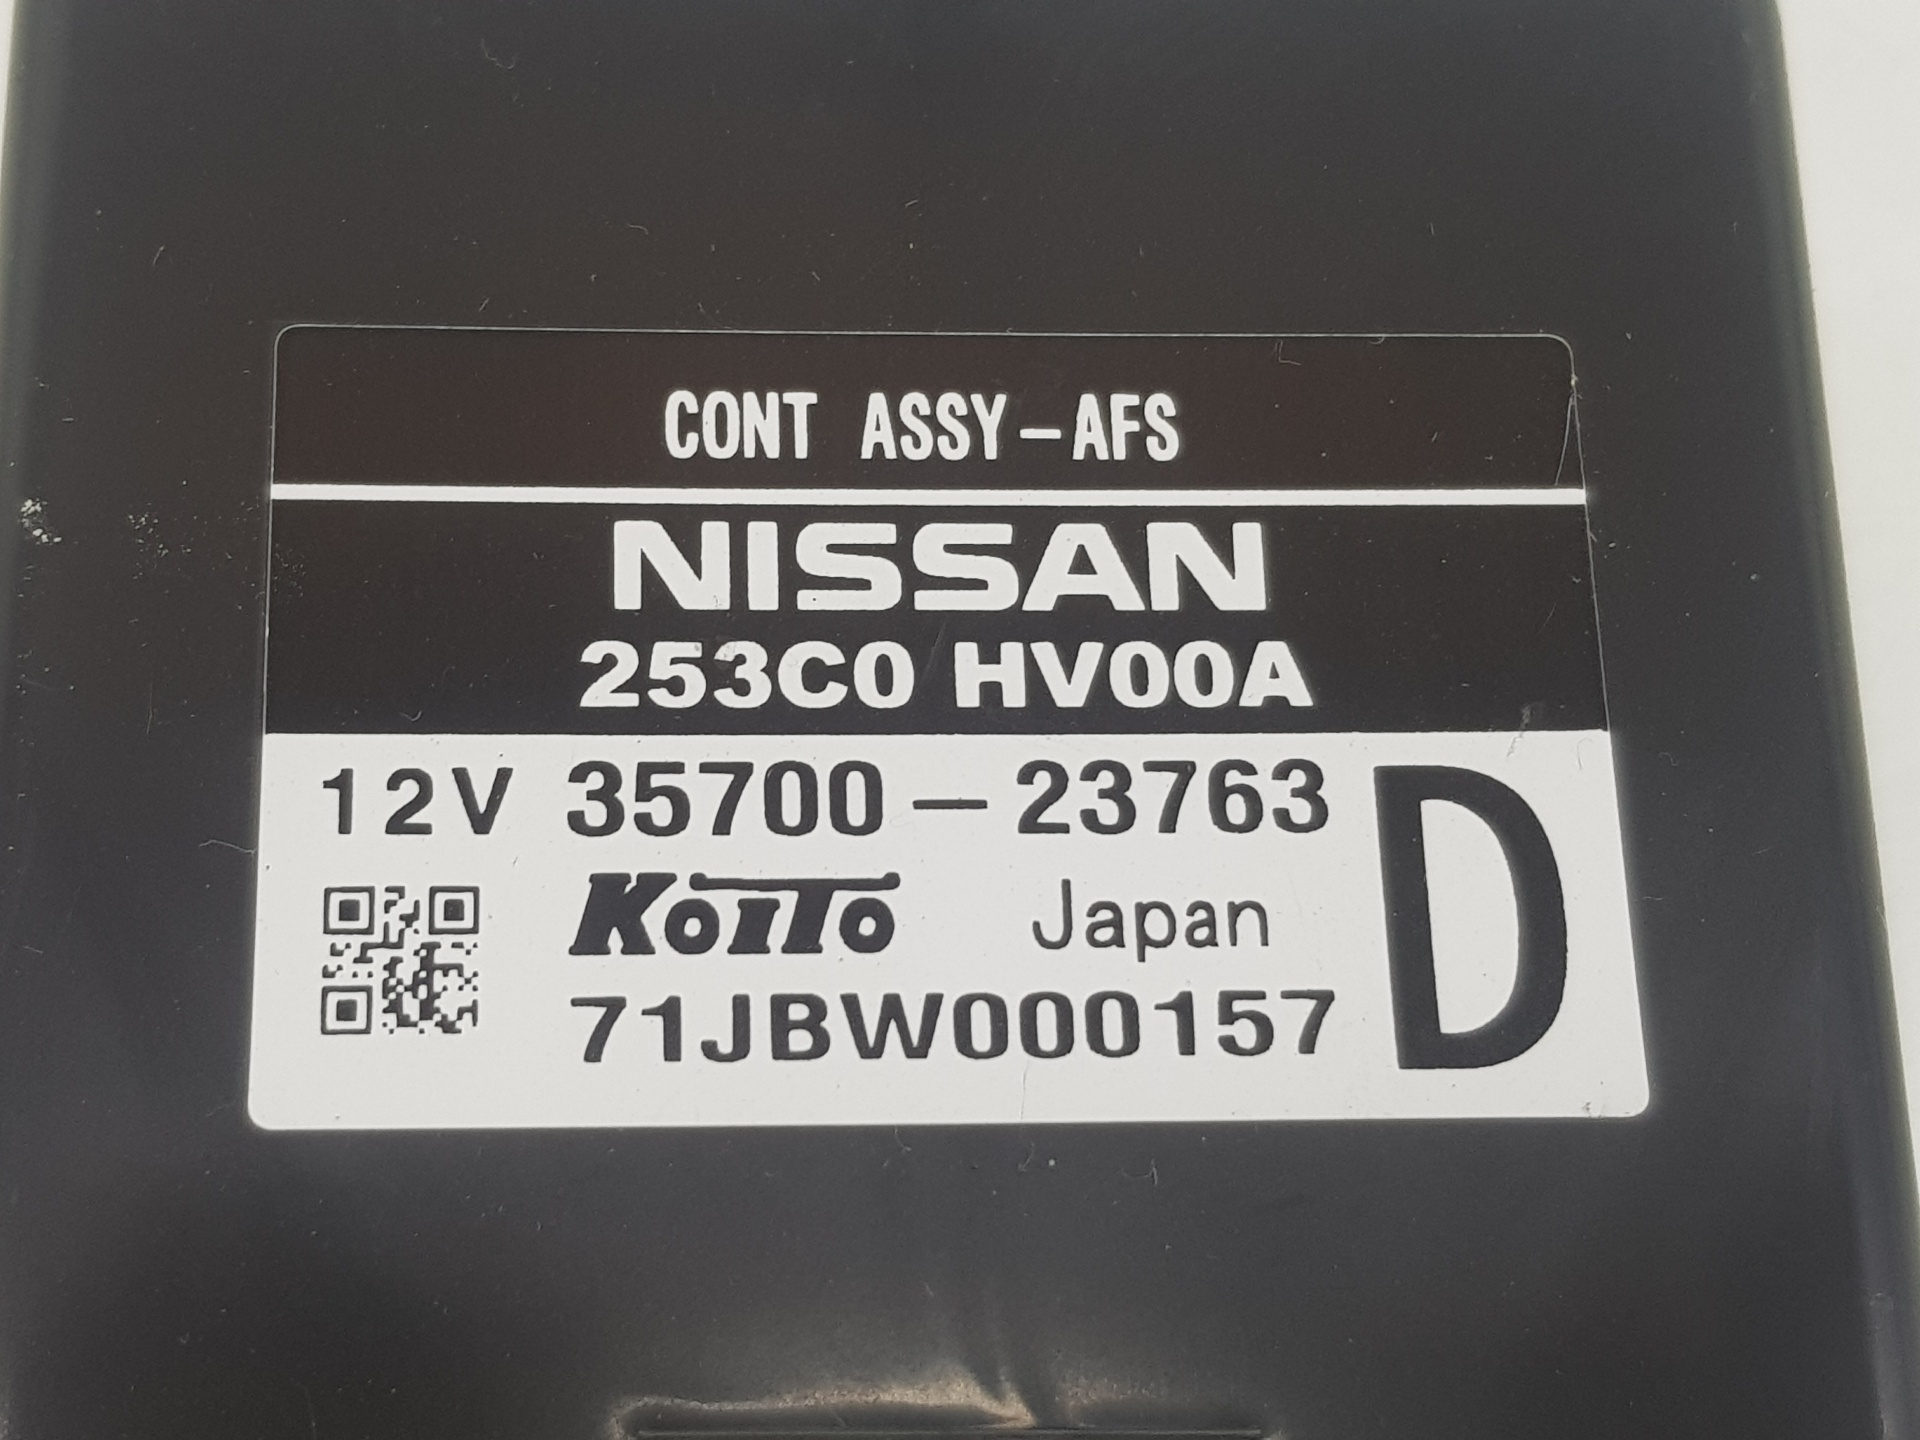 CONT ASSY-AFS
NISSAN
253C0 HV00A
12V 35700-23763
KOITO Japan D
71JBW000157